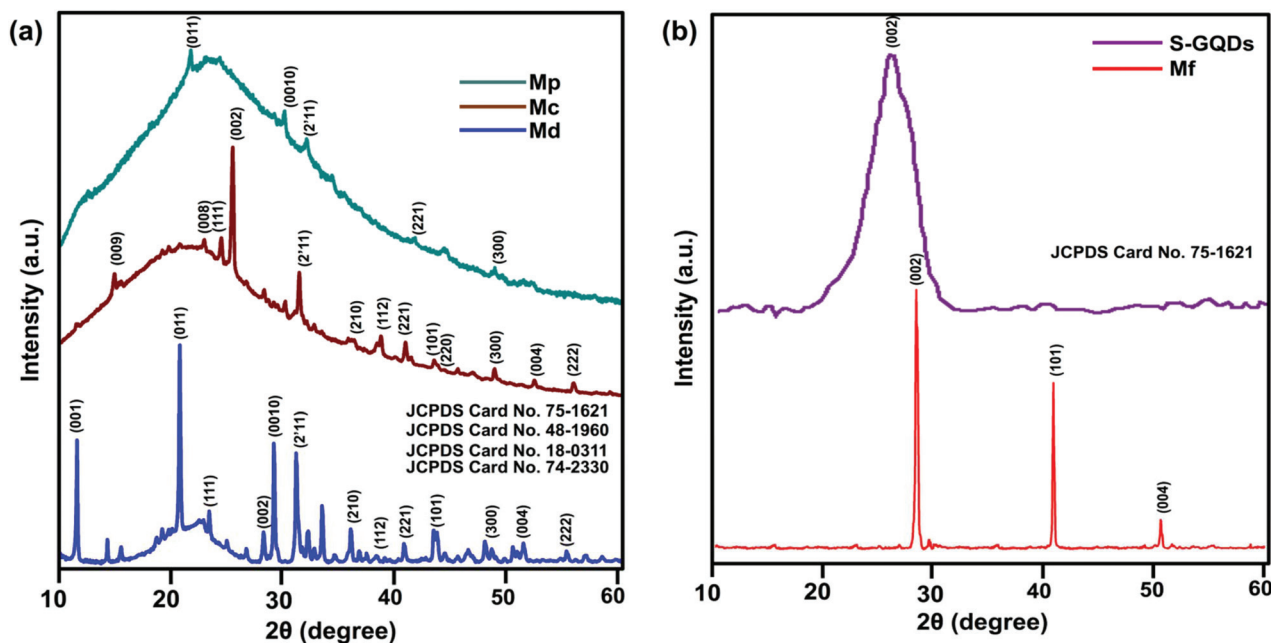 (a)
Mp
Mc
Md
(011)
(0010)
(2'11)
(221)
(300)
(009)
(008)
(111)
(002)
(2'11)
(210)
(112)
(221)
(101)
(220)
(300)
(004)
(222)
(001)
(011)
(111)
(002)
(0010)
(2'11)
(210)
(112)
(221)
(101)
(300)
(004)
(222)
JCPDS Card No. 75-1621
JCPDS Card No. 48-1960
JCPDS Card No. 18-0311
JCPDS Card No. 74-2330
Intensity (a.u.)
10 20 30 40 50 60
2θ (degree)
(b)
S-GQDs
Mf
(002)
JCPDS Card No. 75-1621
(002)
(101)
(004)
Intensity (a.u.)
10 20 30 40 50 60
2θ (degree)